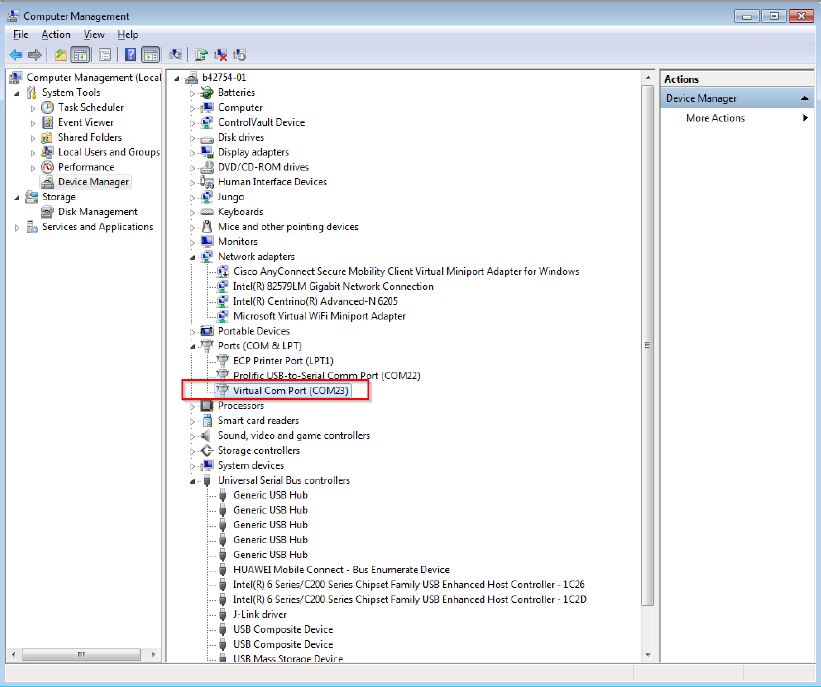 Computer Management
File Action View Help
Computer Management (Local
System Tools
Task Scheduler
Event Viewer
Shared Folders
Local Users and Groups
Performance
Device Manager
Storage
Disk Management
Services and Applications
b42754-01
Batteries
Computer
ControlVault Device
Disk drives
Display adapters
DVD/CD-ROM drives
Human Interface Devices
Jungo
Keyboards
Mice and other pointing devices
Monitors
Network adapters
Cisco AnyConnect Secure Mobility Client Virtual Miniport Adapter for Windows
Intel(R) 82579LM Gigabit Network Connection
Intel(R) Centrino(R) Advanced-N 6205
Microsoft Virtual WiFi Miniport Adapter
Portable Devices
Ports (COM & LPT)
ECP Printer Port (LPT1)
Prolific USB-to-Serial Comm Port (COM22)
Virtual Com Port (COM23)
Processors
Smart card readers
Sound, video and game controllers
Storage controllers
System devices
Universal Serial Bus controllers
Generic USB Hub
Generic USB Hub
Generic USB Hub
Generic USB Hub
Generic USB Hub
HUAWEI Mobile Connect - Bus Enumerate Device
Intel(R) 6 Series/C200 Series Chipset Family USB Enhanced Host Controller - 1C26
Intel(R) 6 Series/C200 Series Chipset Family USB Enhanced Host Controller - 1C2D
J-Link driver
USB Composite Device
USB Composite Device
USB Mass Storage Device
Actions
Device Manager
More Actions